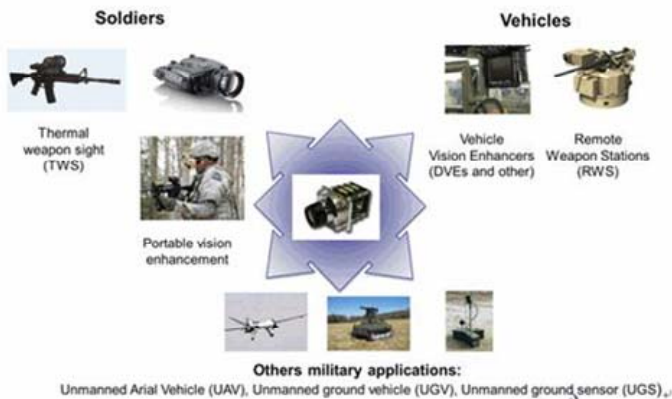 Soldiers
Vehicles
Thermal
weapon sight
(TWS)
Vehicle
Vision Enhancers
(DVEs and other)
Remote
Weapon Stations
(RWS)
Portable vision
enhancement
Others military applications:
Unmanned Arial Vehicle (UAV), Unmanned ground vehicle (UGV), Unmanned ground sensor (UGS),